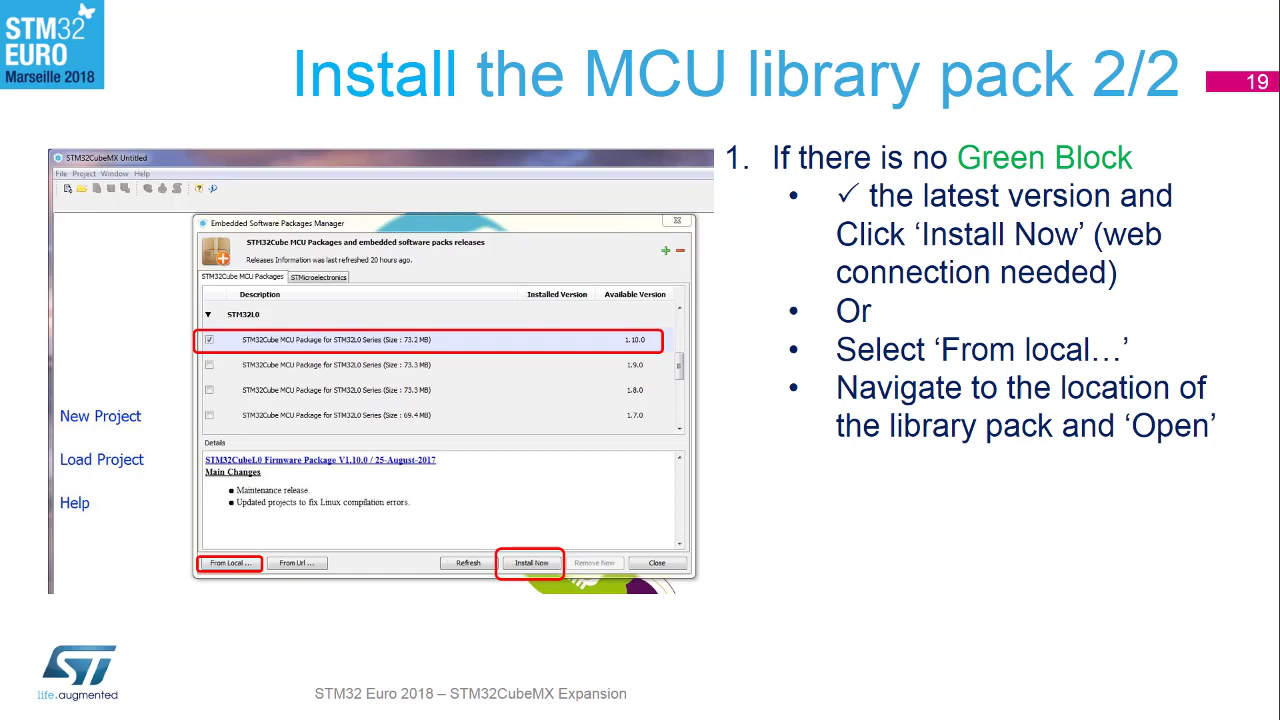 STM32
EURO
Marseille 2018
Install the MCU library pack 2/2
19
STM32CubeMX Untitled
File Project Window Help
Embedded Software Packages Manager
STM32Cube MCU Packages and embedded software packs releases
Releases Information was last refreshed 20 hours ago.
STM32Cube MCU Packages STMicroelectronics
Description Installed Version Available Version
STM32L0
STM32Cube MCU Package for STM32L0 Series (Size : 73.2 MB) 1.10.0
STM32Cube MCU Package for STM32L0 Series (Size : 73.3 MB) 1.9.0
STM32Cube MCU Package for STM32L0 Series (Size : 73.3 MB) 1.8.0
STM32Cube MCU Package for STM32L0 Series (Size : 69.4 MB) 1.7.0
Details
STM32CubeL0 Firmware Package V1.10.0 / 25-August-2017
Main Changes
■ Maintenance release.
■ Updated projects to fix Linux compilation errors.
From Local ... From Url ... Refresh Install Now Remove Now Close
New Project
Load Project
Help
1. If there is no Green Block
• ✓ the latest version and
Click ‘Install Now’ (web
connection needed)
• Or
• Select ‘From local…’
• Navigate to the location of
the library pack and ‘Open’
ST
life.augmented
STM32 Euro 2018 – STM32CubeMX Expansion